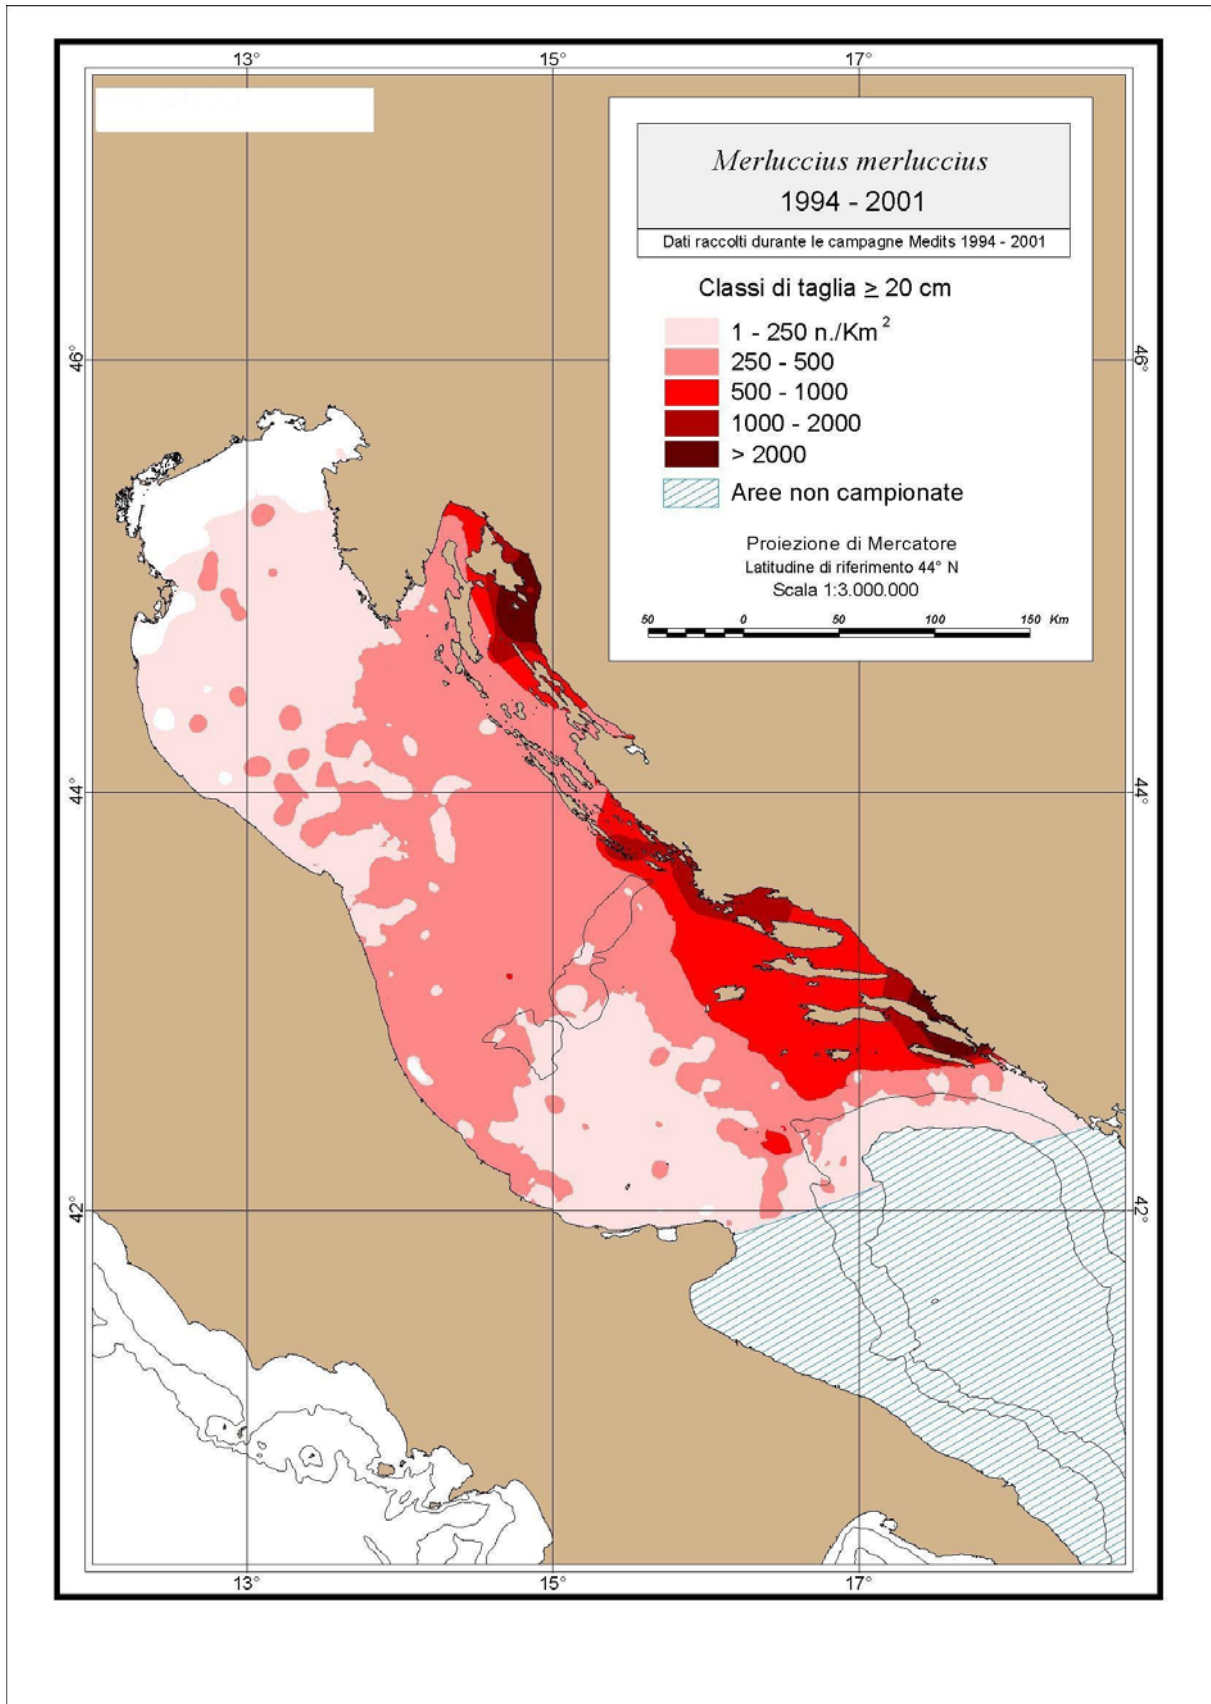 13° 15° 17°
Merluccius merluccius
1994 - 2001
Dati raccolti durante le campagne Medits 1994 - 2001
Classi di taglia ≥ 20 cm
1 - 250 n./Km²
250 - 500
500 - 1000
1000 - 2000
> 2000
Aree non campionate
Proiezione di Mercatore
Latitudine di riferimento 44° N
Scala 1:3.000.000
50 0 50 100 150 Km
46° 46°
44° 44°
42° 42°
13° 15° 17°